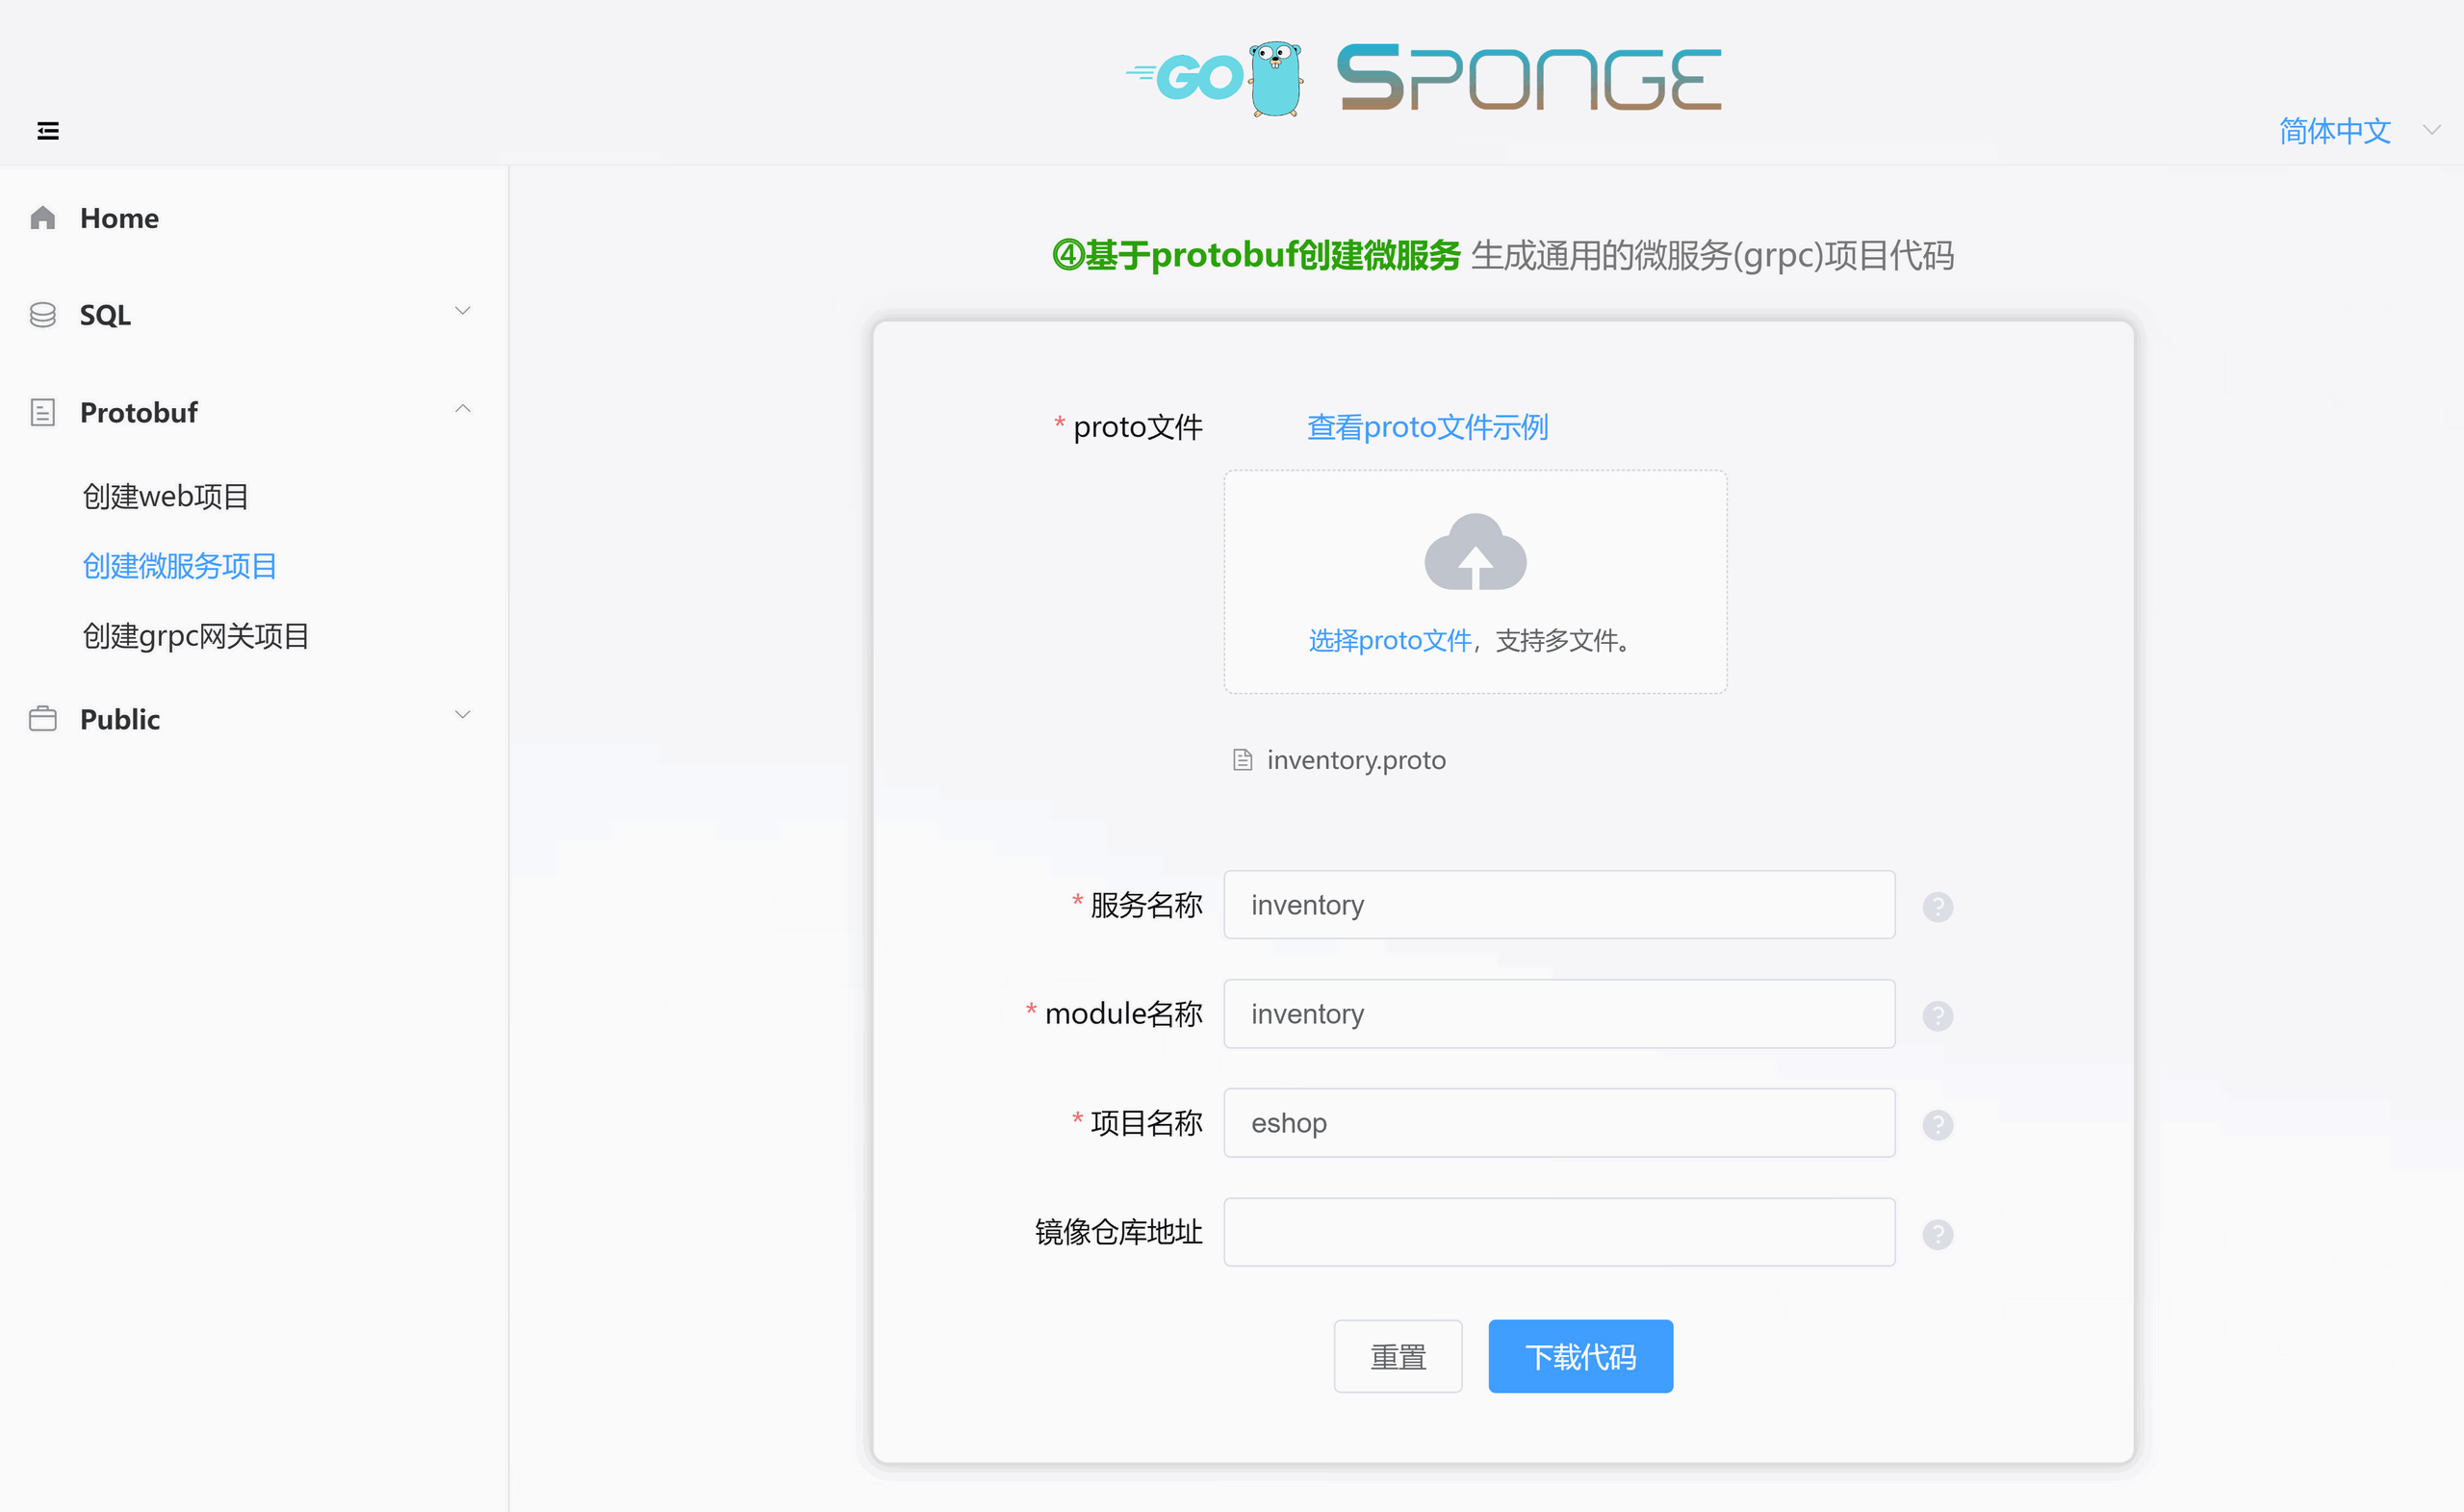 GO SPONGE
简体中文
Home
SQL
Protobuf
创建web项目
创建微服务项目
创建grpc网关项目
Public
④基于protobuf创建微服务 生成通用的微服务(grpc)项目代码
* proto文件 查看proto文件示例
选择proto文件，支持多文件。
inventory.proto
* 服务名称 inventory ?
* module名称 inventory ?
* 项目名称 eshop ?
镜像仓库地址 ?
重置 下载代码